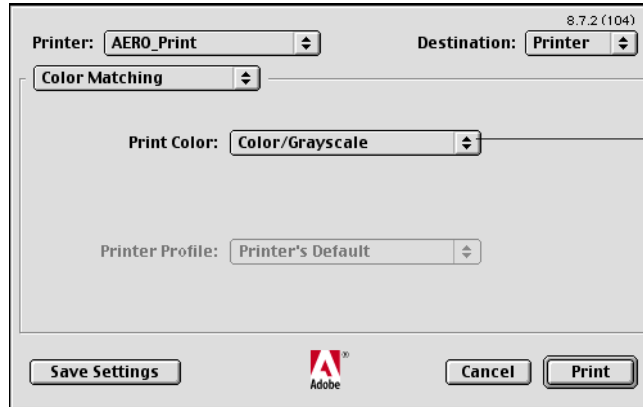 8.7.2 (104)
Printer: AERO_Print Destination: Printer
Color Matching
Print Color: Color/Grayscale
Printer Profile: Printer's Default
Save Settings Adobe® Cancel Print